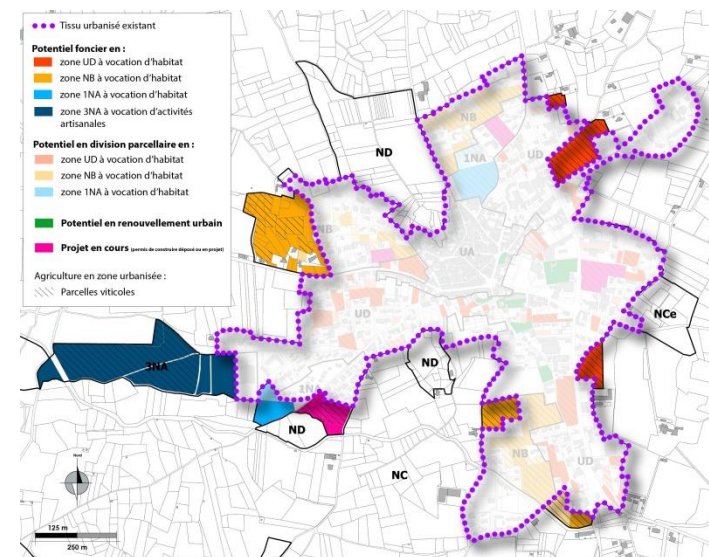 Tissu urbanisé existant
Potentiel foncier en :
zone UD à vocation d'habitat
zone NB à vocation d'habitat
zone 1NA à vocation d'habitat
zone 3NA à vocation d'activités
artisanales
Potentiel en division parcellaire en :
zone UD à vocation d'habitat
zone NB à vocation d'habitat
zone 1NA à vocation d'habitat
Potentiel en renouvellement urbain
Projet en cours (permis de construire déposé ou en projet)
Agriculture en zone urbanisée :
Parcelles viticoles
NB
ND
1NA
UD
NB
UA
NCe
UD
ND
3NA
1NA
ND
NC
NB
UD
Nord
125 m
250 m